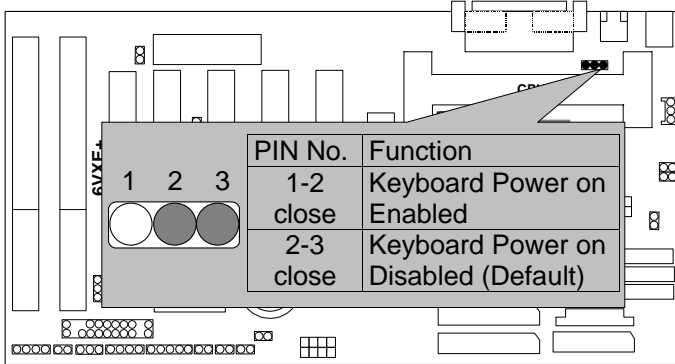 CPU
6VXE+
1 2 3
PIN No. Function
1-2 close Keyboard Power on Enabled
2-3 close Keyboard Power on Disabled (Default)